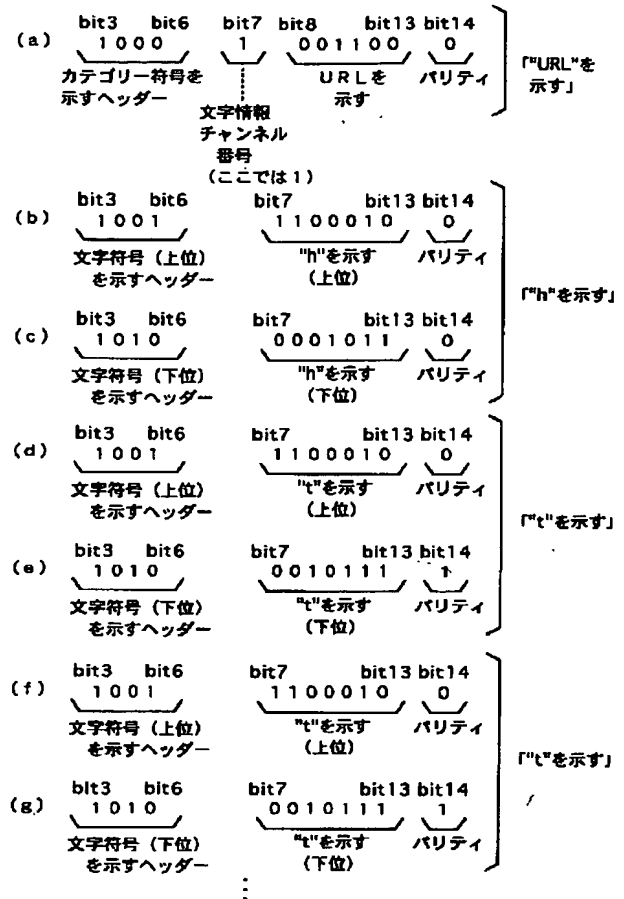 bit3 bit6 bit7 bit8 bit13 bit14
(a) 1000 1 001100 0
カテゴリー符号を URLを パリティ
示すヘッダー 示す
「"URL"を
示す」
文字情報
チャンネル
番号
(ここでは1)
bit3 bit6 bit7 bit13 bit14
(b) 1001 1100010 0
文字符号(上位) "h"を示す パリティ
を示すヘッダー (上位)
「"h"を示す」
bit3 bit6 bit7 bit13 bit14
(c) 1010 0001011 0
文字符号(下位) "h"を示す パリティ
を示すヘッダー (下位)
bit3 bit6 bit7 bit13 bit14
(d) 1001 1100010 0
文字符号(上位) "t"を示す パリティ
を示すヘッダー (上位)
「"t"を示す」
bit3 bit6 bit7 bit13 bit14
(e) 1010 0010111 1
文字符号(下位) "t"を示す パリティ
を示すヘッダー (下位)
bit3 bit6 bit7 bit13 bit14
(f) 1001 1100010 0
文字符号(上位) "t"を示す パリティ
を示すヘッダー (上位)
「"t"を示す」
bit3 bit6 bit7 bit13 bit14
(g) 1010 0010111 1
文字符号(下位) "t"を示す パリティ
を示すヘッダー (下位)